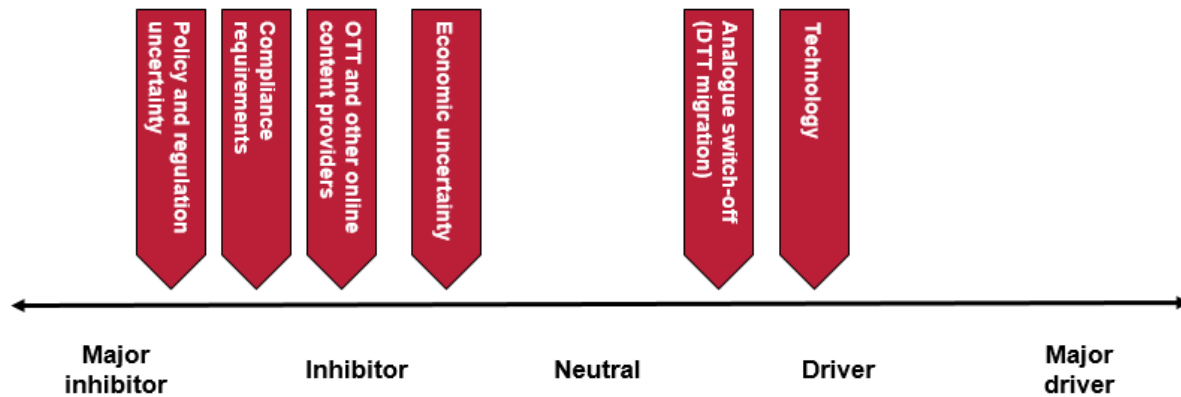 Policy and regulation
uncertainty
Compliance
requirements
OTT and other online
content providers
Economic uncertainty
Analogue switch-off
(DTT migration)
Technology
Major
inhibitor
Inhibitor
Neutral
Driver
Major
driver